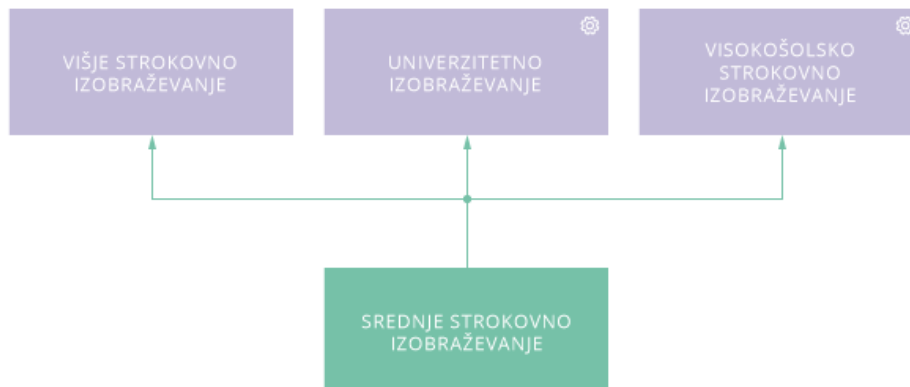 VIŠJE STROKOVNO
IZOBRAŽEVANJE
UNIVERZITETNO
IZOBRAŽEVANJE
VISOKOŠOLSKO
STROKOVNO
IZOBRAŽEVANJE
SREDNJE STROKOVNO
IZOBRAŽEVANJE